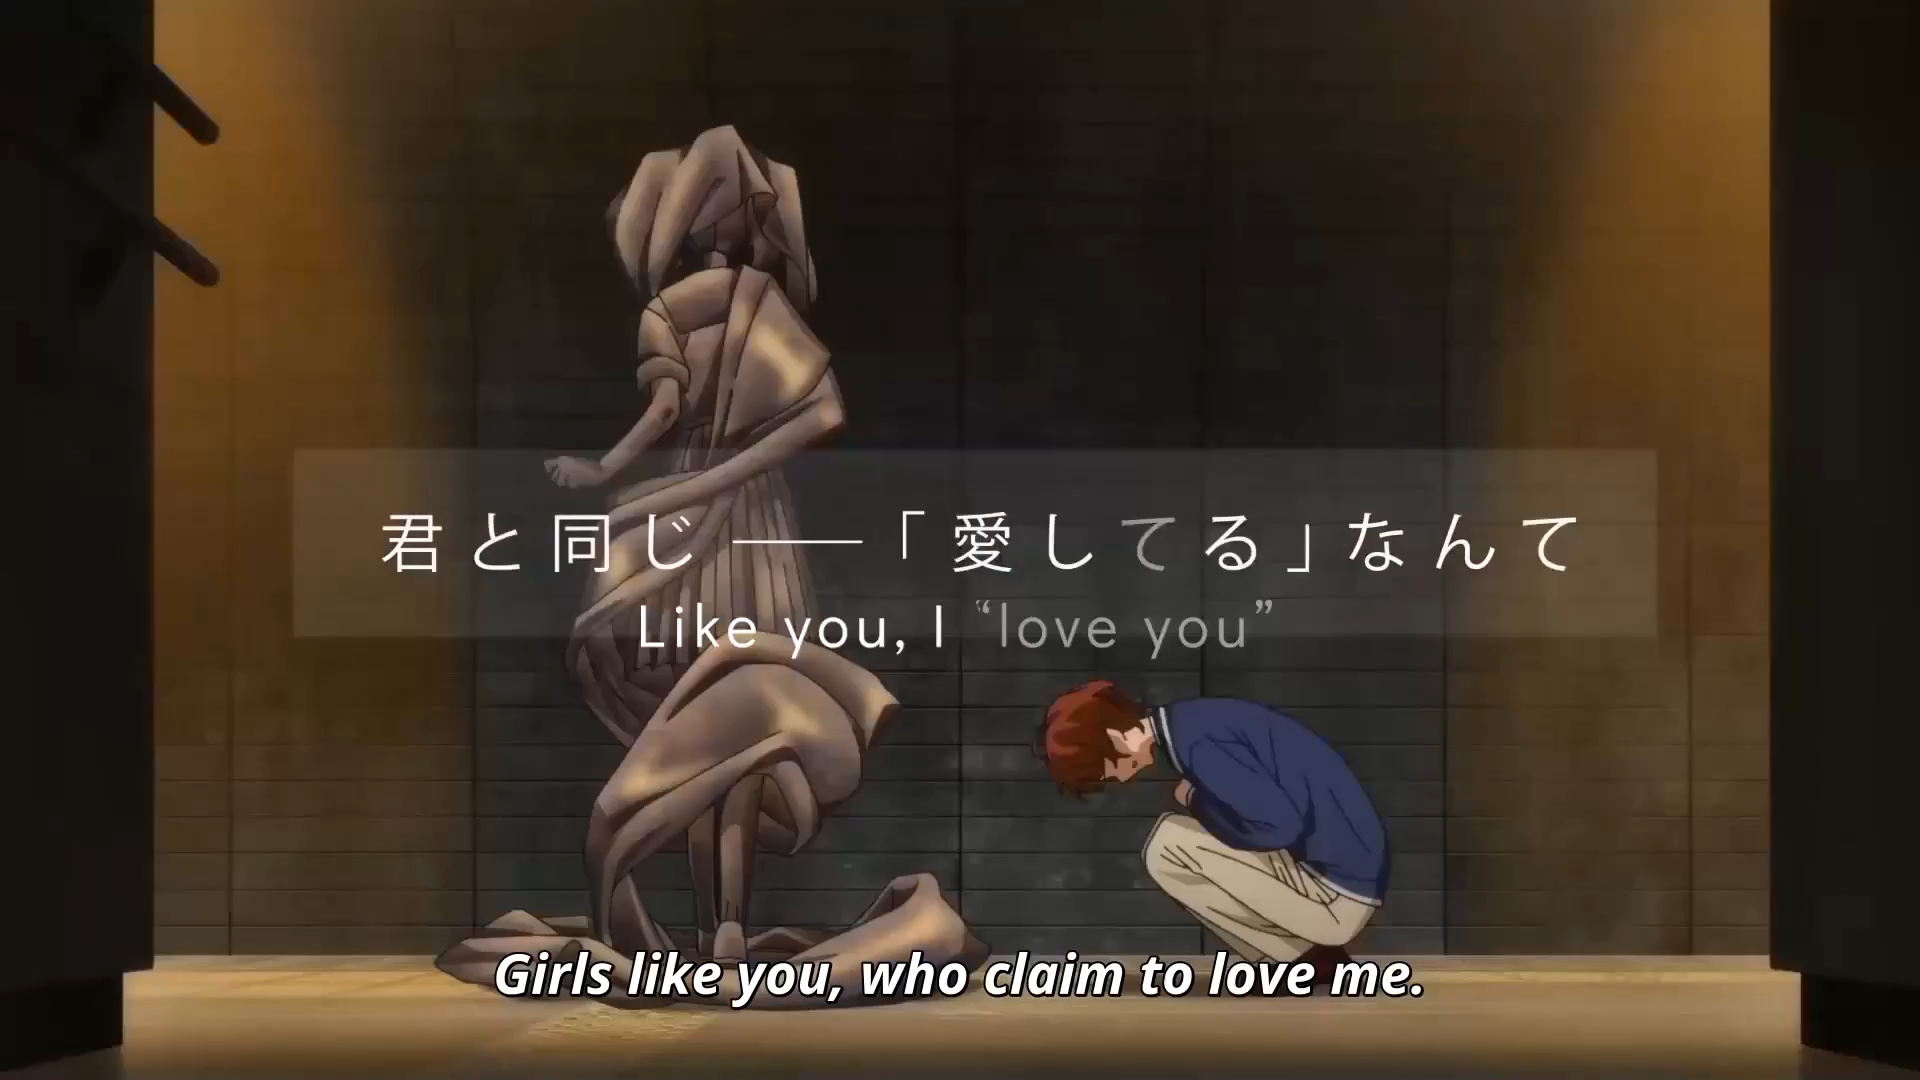 君と同じ──「愛してる」なんて
Like you, I “love you”
Girls like you, who claim to love me.